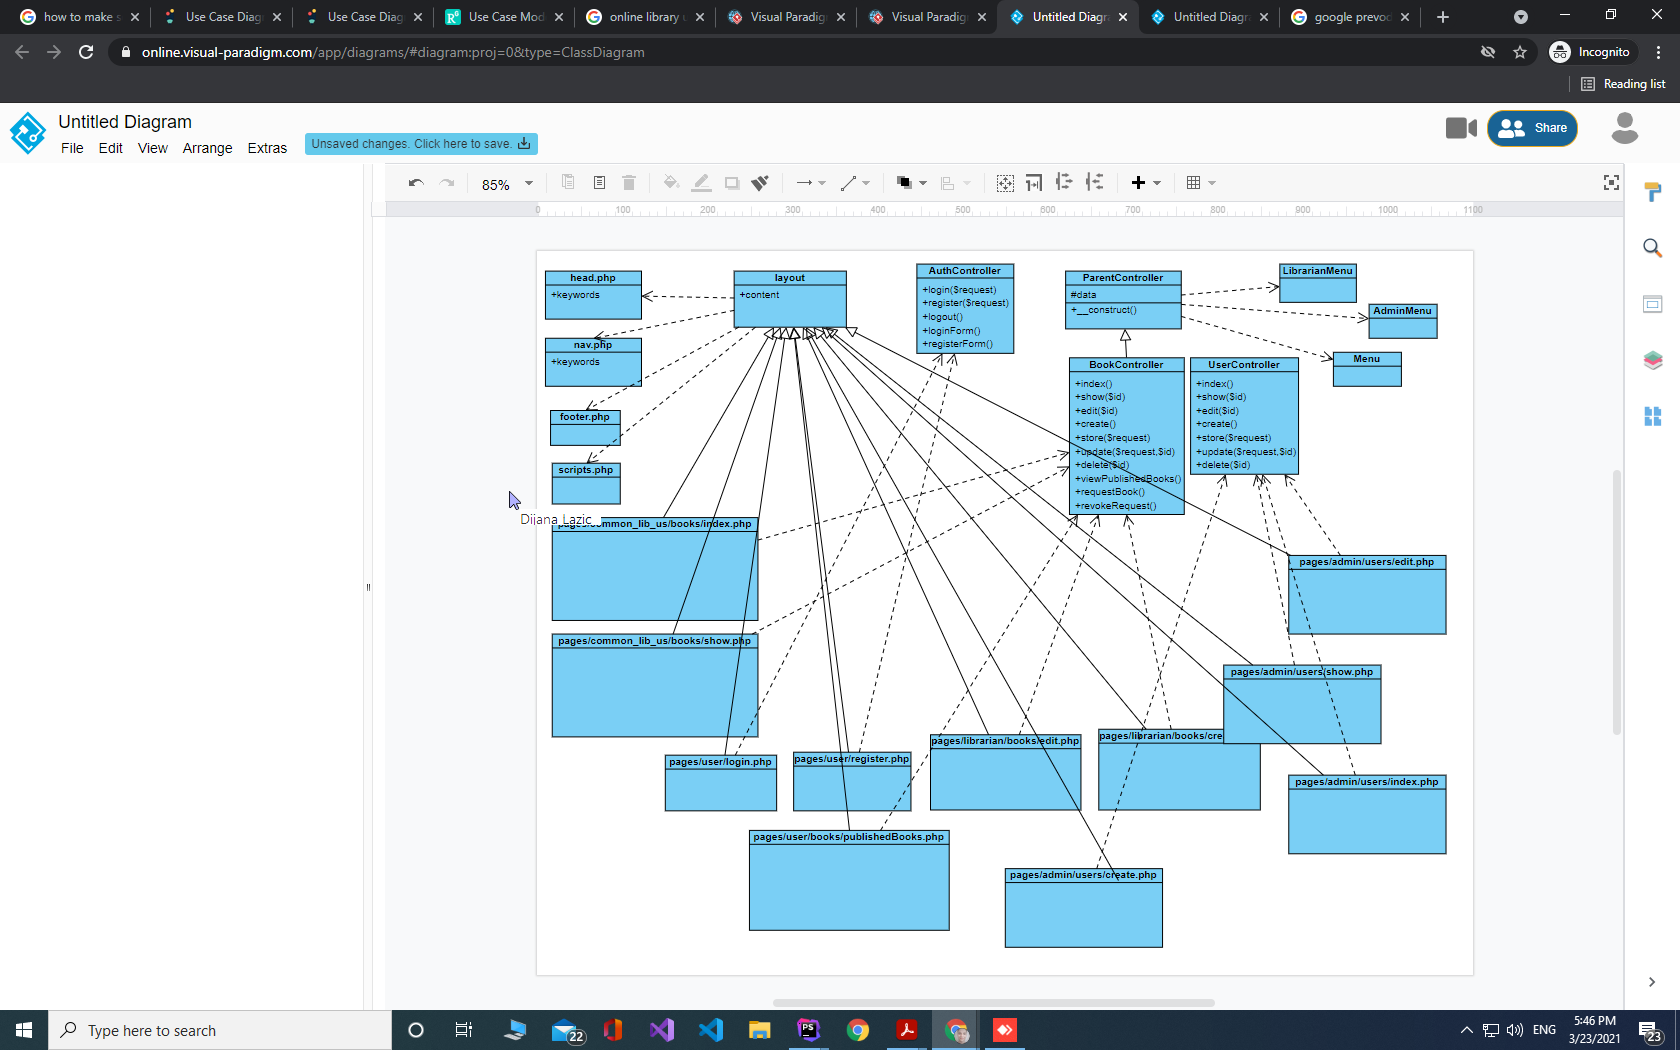 how to make s
Use Case Diag
Use Case Diag
Use Case Mod
online library u
Visual Paradig
Visual Paradig
Untitled Diagra
Untitled Diagra
google prevod
online.visual-paradigm.com/app/diagrams/#diagram:proj=0&type=ClassDiagram
Incognito
Reading list
Untitled Diagram
File Edit View Arrange Extras
Unsaved changes. Click here to save.
Share
85%
0 100 200 300 400 500 600 700 800 900 1000 1100
head.php
+keywords
layout
+content
AuthController
+login($request)
+register($request)
+logout()
+loginForm()
+registerForm()
ParentController
#data
+__construct()
LibrarianMenu
AdminMenu
Menu
nav.php
+keywords
footer.php
scripts.php
BookController
+index()
+show($id)
+edit($id)
+create()
+store($request)
+update($request,$id)
+delete($id)
+viewPublishedBooks()
+requestBook()
+revokeRequest()
UserController
+index()
+show($id)
+edit($id)
+create()
+store($request)
+update($request,$id)
+delete($id)
Dijana Lazic
pages/common_lib_us/books/index.php
pages/common_lib_us/books/show.php
pages/admin/users/edit.php
pages/admin/users/show.php
pages/user/login.php
pages/user/register.php
pages/librarian/books/edit.php
pages/librarian/books/cre
pages/admin/users/index.php
pages/user/books/publishedBooks.php
pages/admin/users/create.php
Type here to search
22
PS
ENG
5:46 PM
3/23/2021
23